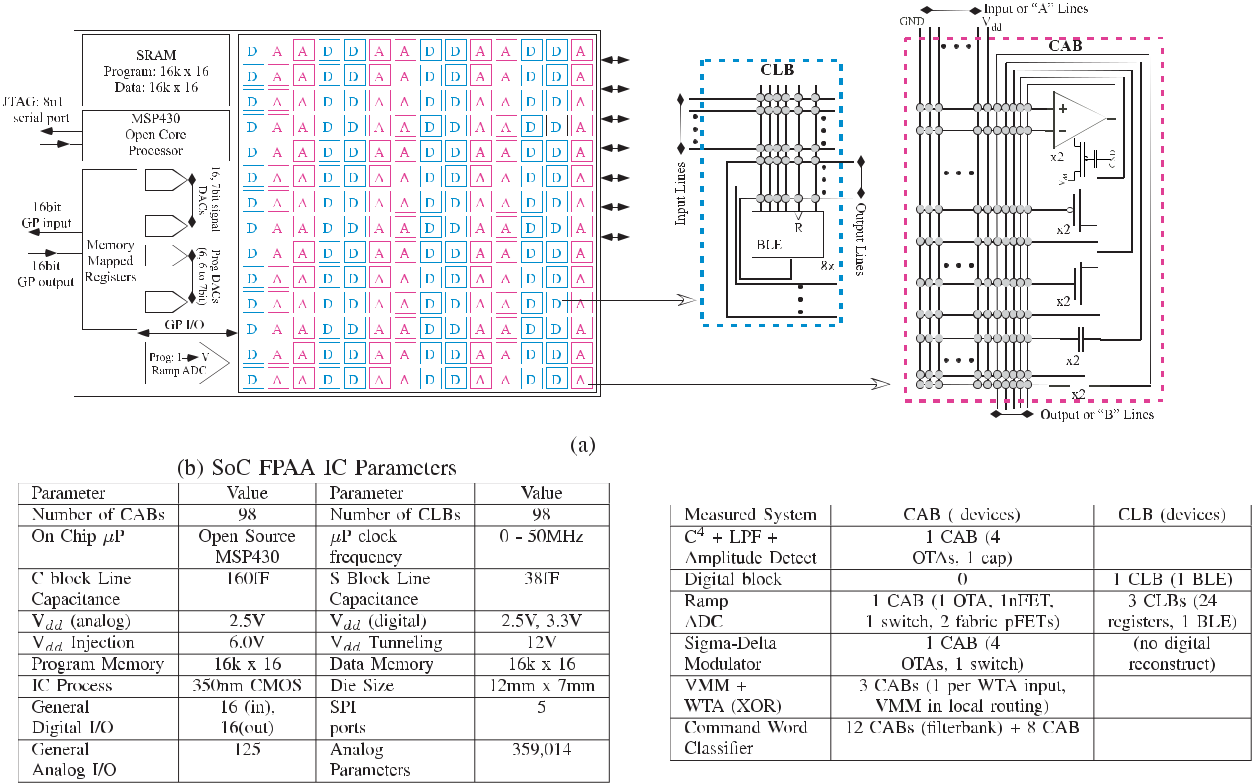 SRAM
Program: 16k x 16
Data: 16k x 16
JTAG: 8n1
serial port
MSP430
Open Core
Processor
16, 7bit signal
DACs
16bit
GP input
16bit
GP output
Memory
Mapped
Registers
Prog DACs
(6, 6 to 7bit)
GP I/O
Prog: I → V
Ramp ADC
D A A D D A A D D A A D D A
D A A D D A A D D A A D D A
D A A D D A A D D A A D D A
D A A D D A A D D A A D D A
D A A D D A A D D A A D D A
D A A D D A A D D A A D D A
D A A D D A A D D A A D D A
D A A D D A A D D A A D D A
D A A D D A A D D A A D D A
D A A D D A A D D A A D D A
D A A D D A A D D A A D D A
D A A D D A A D D A A D D A
D A A D D A A D D A A D D A
D A A D D A A D D A A D D A
CLB
Input Lines
Output Lines
R
BLE
8x
Input or “A” Lines
GND
Vdd
CAB
+
−
−
x2
x2
x2
x2
x2
Output or “B” Lines
(a)
(b) SoC FPAA IC Parameters
Parameter Value Parameter Value
Number of CABs 98 Number of CLBs 98
On Chip μP Open Source μP clock 0 – 50MHz
MSP430 frequency
C block Line 160fF S Block Line 38fF
Capacitance Capacitance
Vdd (analog) 2.5V Vdd (digital) 2.5V, 3.3V
Vdd Injection 6.0V Vdd Tunneling 12V
Program Memory 16k x 16 Data Memory 16k x 16
IC Process 350nm CMOS Die Size 12mm x 7mm
General 16 (in), SPI 5
Digital I/O 16(out) ports
General 125 Analog 359,014
Analog I/O Parameters
Measured System CAB ( devices) CLB (devices)
C4 + LPF + 1 CAB (4
Amplitude Detect OTAs, 1 cap)
Digital block 0 1 CLB (1 BLE)
Ramp 1 CAB (1 OTA, 1nFET, 3 CLBs (24
ADC 1 switch, 2 fabric pFETs) registers, 1 BLE)
Sigma-Delta 1 CAB (4 (no digital
Modulator OTAs, 1 switch) reconstruct)
VMM + 3 CABs (1 per WTA input,
WTA (XOR) VMM in local routing)
Command Word 12 CABs (filterbank) + 8 CAB
Classifier